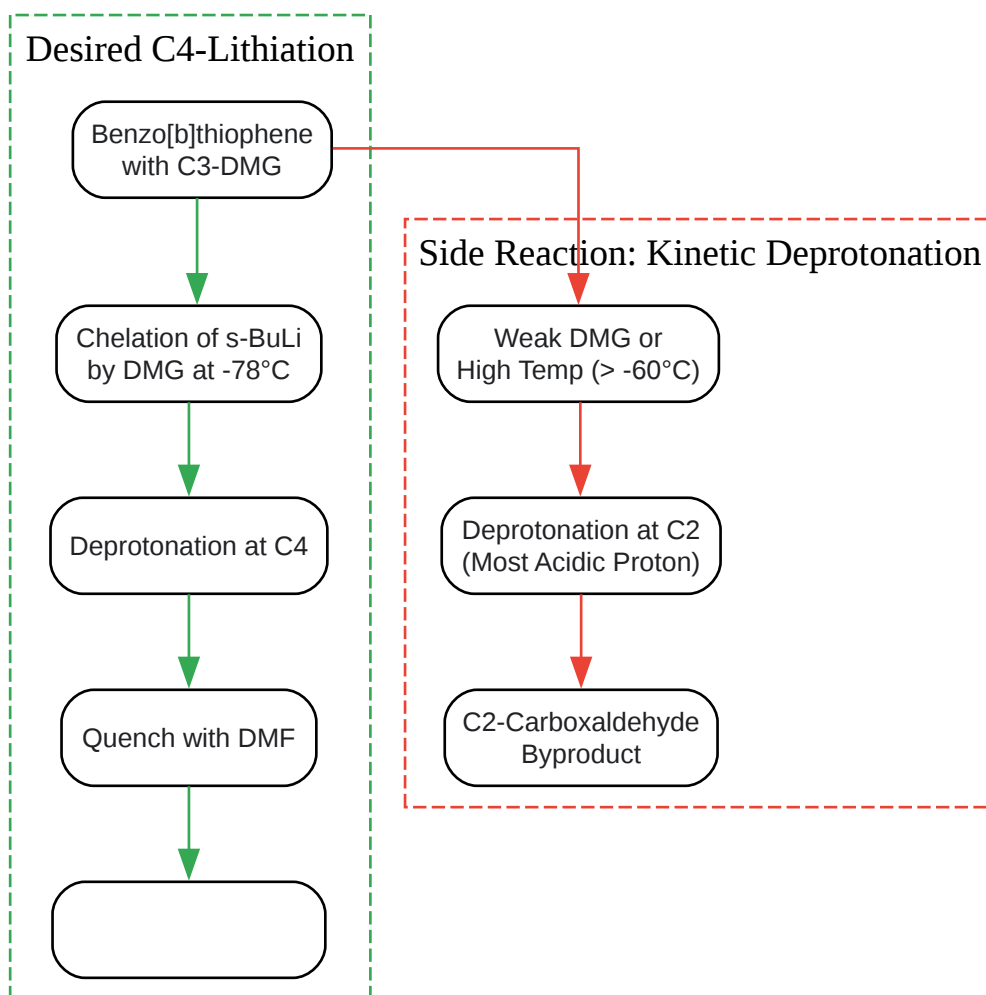 Desired C4-Lithiation
Benzo[b]thiophene
with C3-DMG
Chelation of s-BuLi
by DMG at -78°C
Deprotonation at C4
Quench with DMF
Side Reaction: Kinetic Deprotonation
Weak DMG or
High Temp (> -60°C)
Deprotonation at C2
(Most Acidic Proton)
C2-Carboxaldehyde
Byproduct